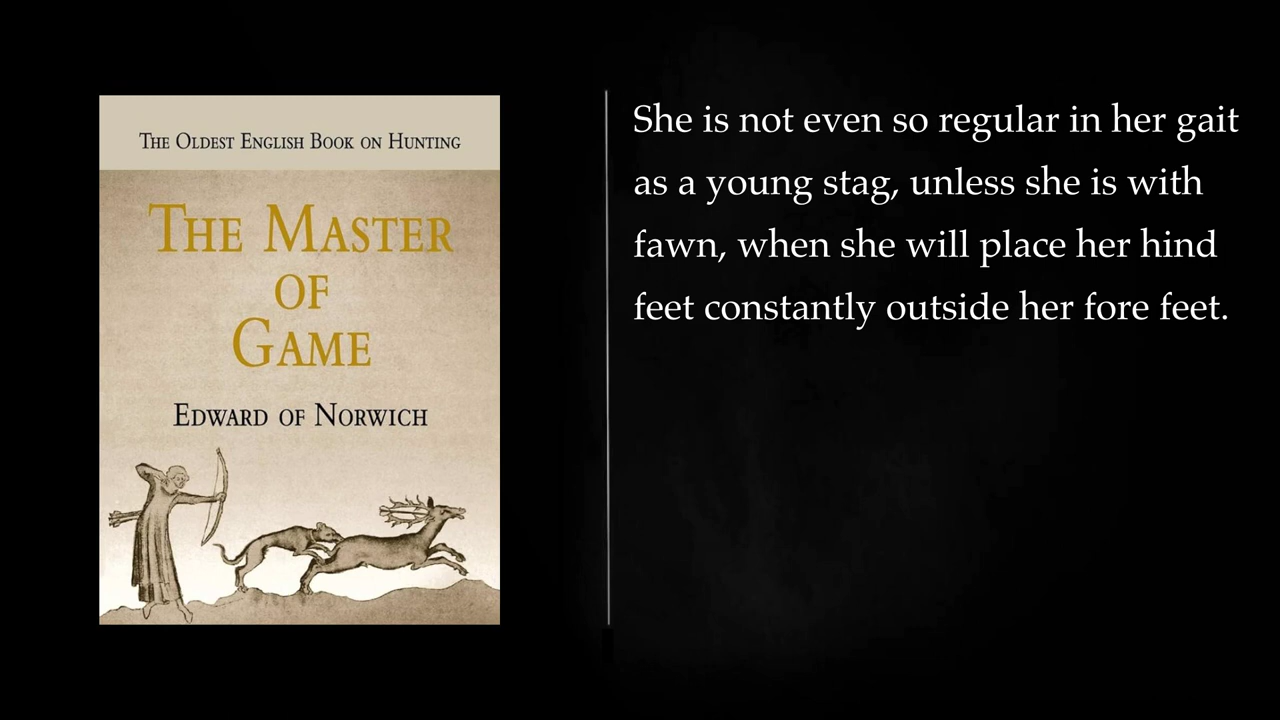 The Oldest English Book on Hunting
The Master
of
Game
Edward of Norwich
She is not even so regular in her gait
as a young stag, unless she is with
fawn, when she will place her hind
feet constantly outside her fore feet.